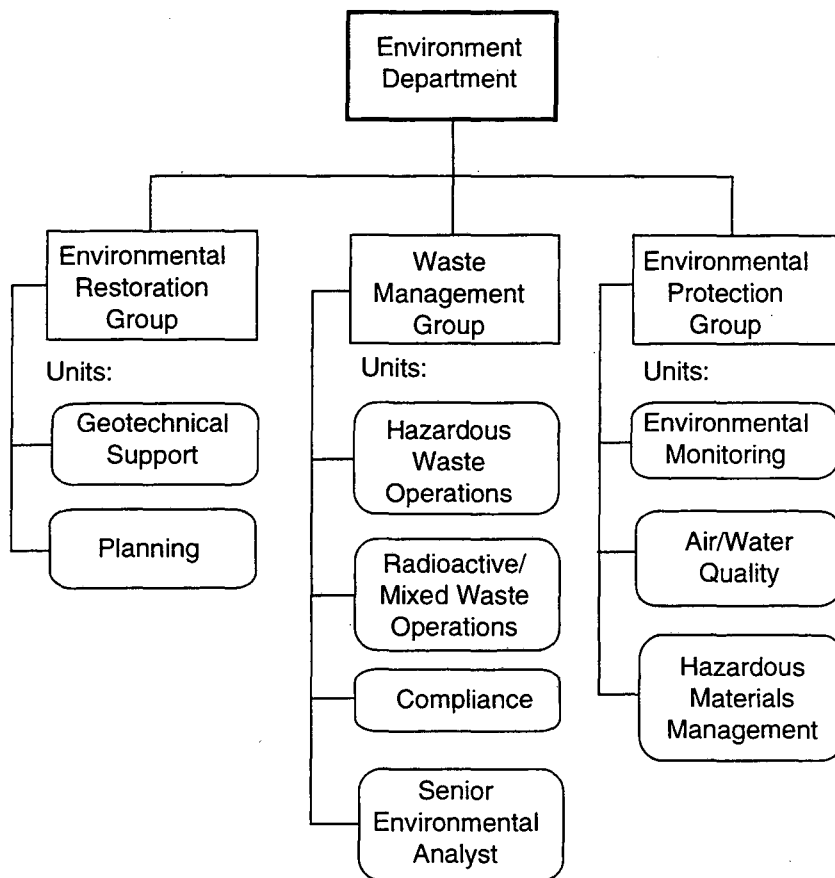 Environment
Department
Environmental
Restoration
Group
Units:
Geotechnical
Support
Planning
Waste
Management
Group
Units:
Hazardous
Waste
Operations
Radioactive/
Mixed Waste
Operations
Compliance
Senior
Environmental
Analyst
Environmental
Protection
Group
Units:
Environmental
Monitoring
Air/Water
Quality
Hazardous
Materials
Management